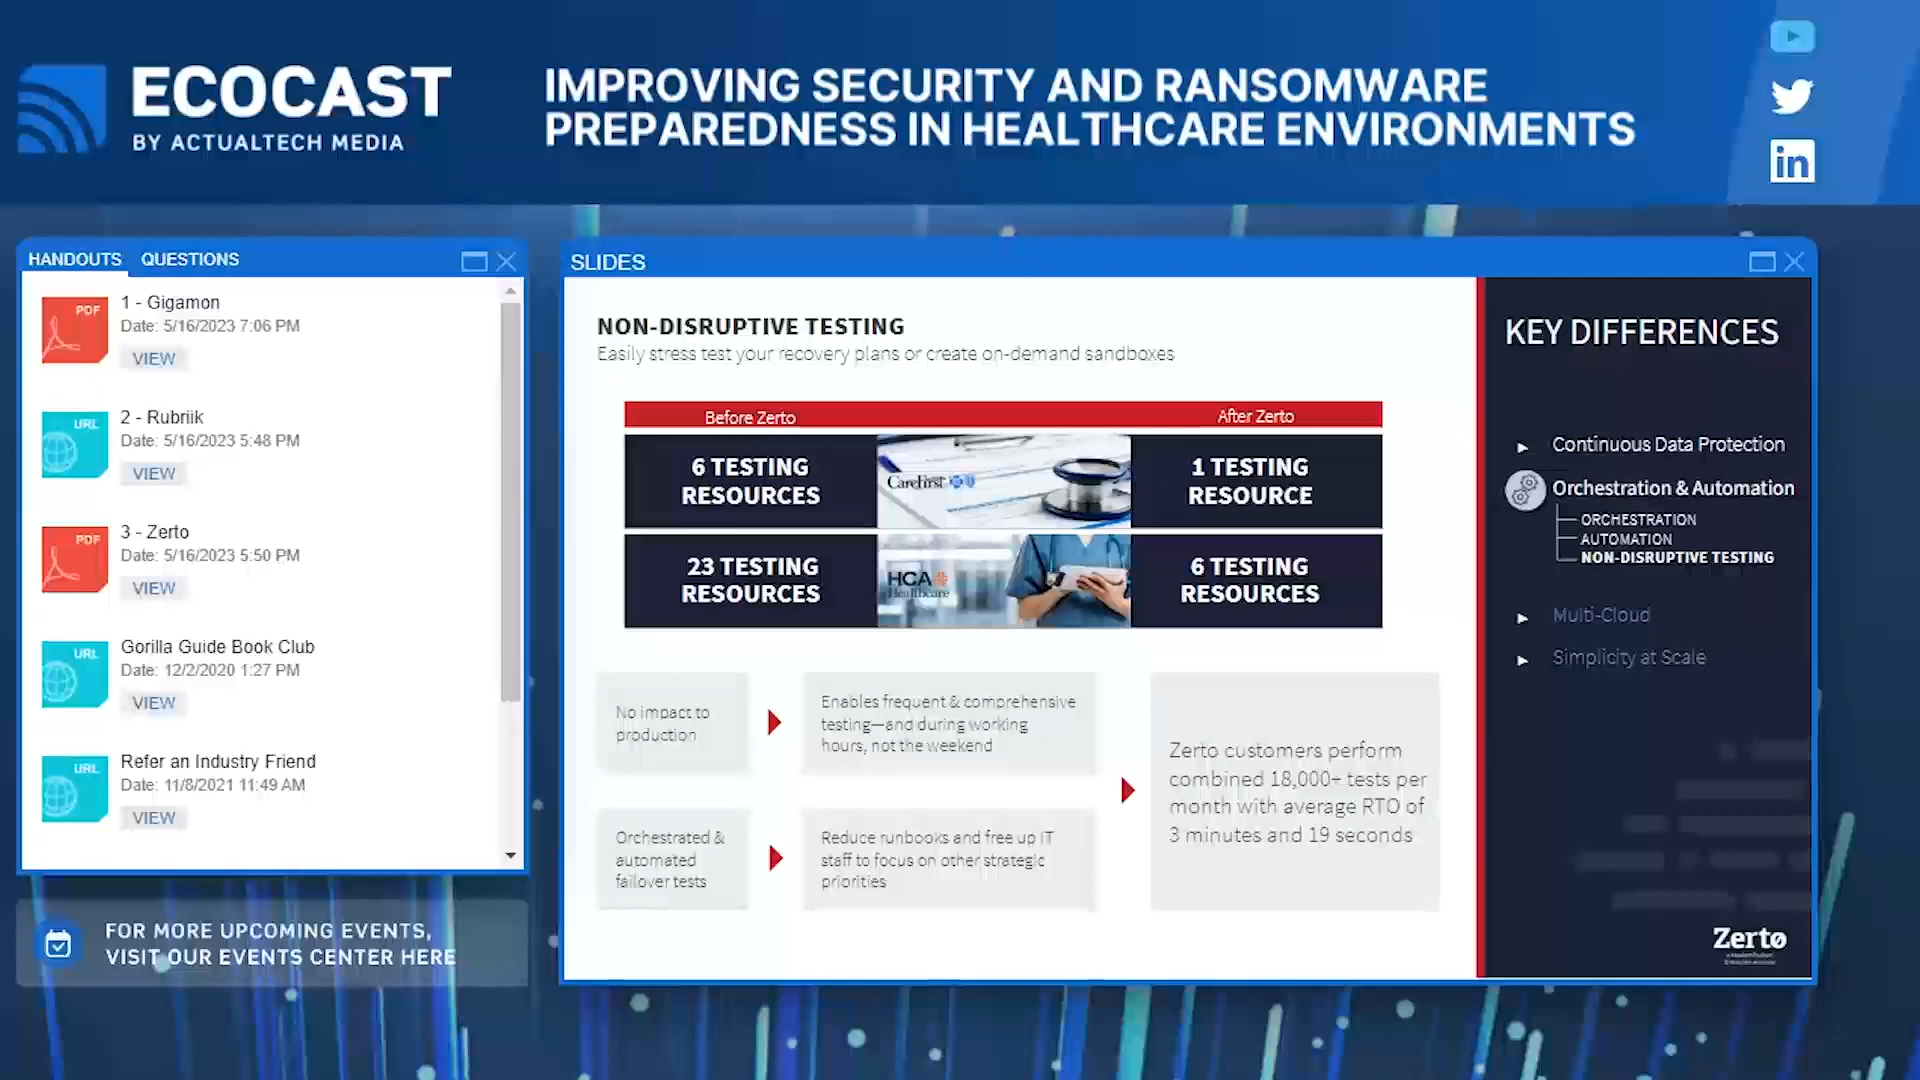 ECOCAST
BY ACTUALTECH MEDIA
IMPROVING SECURITY AND RANSOMWARE
PREPAREDNESS IN HEALTHCARE ENVIRONMENTS
in
HANDOUTS
QUESTIONS
PDF
1 - Gigamon
Date: 5/16/2023 7:06 PM
VIEW
URL
2 - Rubriik
Date: 5/16/2023 5:48 PM
VIEW
PDF
3 - Zerto
Date: 5/16/2023 5:50 PM
VIEW
URL
Gorilla Guide Book Club
Date: 12/2/2020 1:27 PM
VIEW
URL
Refer an Industry Friend
Date: 11/8/2021 11:49 AM
VIEW
FOR MORE UPCOMING EVENTS,
VISIT OUR EVENTS CENTER HERE
SLIDES
NON-DISRUPTIVE TESTING
Easily stress test your recovery plans or create on-demand sandboxes
Before Zerto
After Zerto
6 TESTING
RESOURCES
CareFirst
1 TESTING
RESOURCE
23 TESTING
RESOURCES
HCA
Healthcare
6 TESTING
RESOURCES
No impact to
production
Enables frequent & comprehensive
testing—and during working
hours, not the weekend
Orchestrated &
automated
failover tests
Reduce runbooks and free up IT
staff to focus on other strategic
priorities
Zerto customers perform
combined 18,000+ tests per
month with average RTO of
3 minutes and 19 seconds
KEY DIFFERENCES
Continuous Data Protection
Orchestration & Automation
ORCHESTRATION
AUTOMATION
NON-DISRUPTIVE TESTING
Multi-Cloud
Simplicity at Scale
Zerto